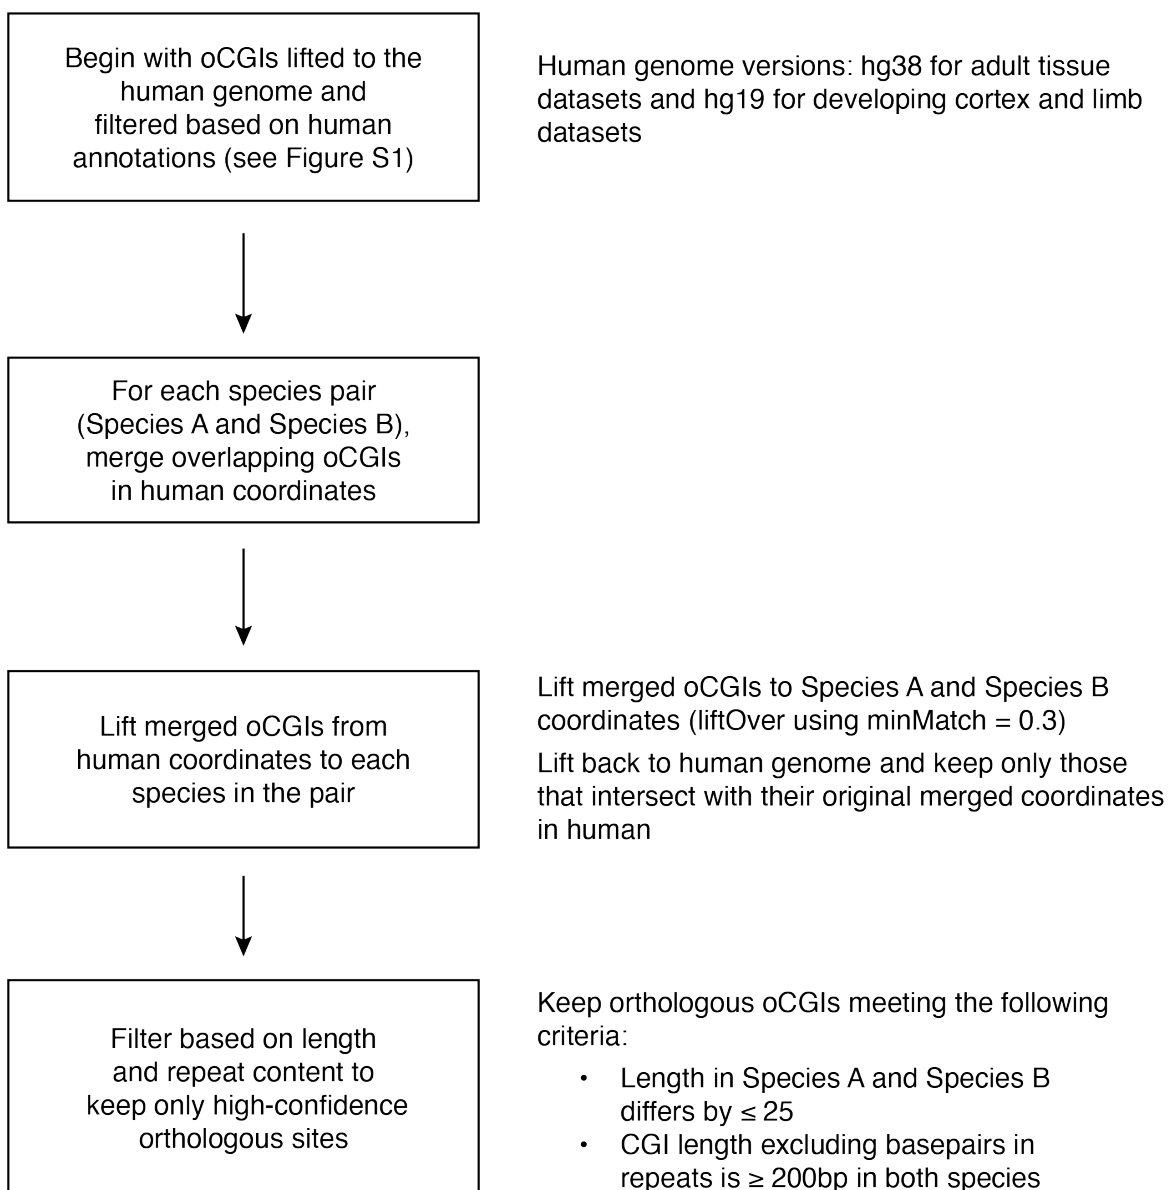 Begin with oCGIs lifted to the
human genome and
filtered based on human
annotations (see Figure S1)
Human genome versions: hg38 for adult tissue
datasets and hg19 for developing cortex and limb
datasets
For each species pair
(Species A and Species B),
merge overlapping oCGIs
in human coordinates
Lift merged oCGIs from
human coordinates to each
species in the pair
Lift merged oCGIs to Species A and Species B
coordinates (liftOver using minMatch = 0.3)
Lift back to human genome and keep only those
that intersect with their original merged coordinates
in human
Filter based on length
and repeat content to
keep only high-confidence
orthologous sites
Keep orthologous oCGIs meeting the following
criteria:
• Length in Species A and Species B
differs by ≤ 25
• CGI length excluding basepairs in
repeats is ≥ 200bp in both species